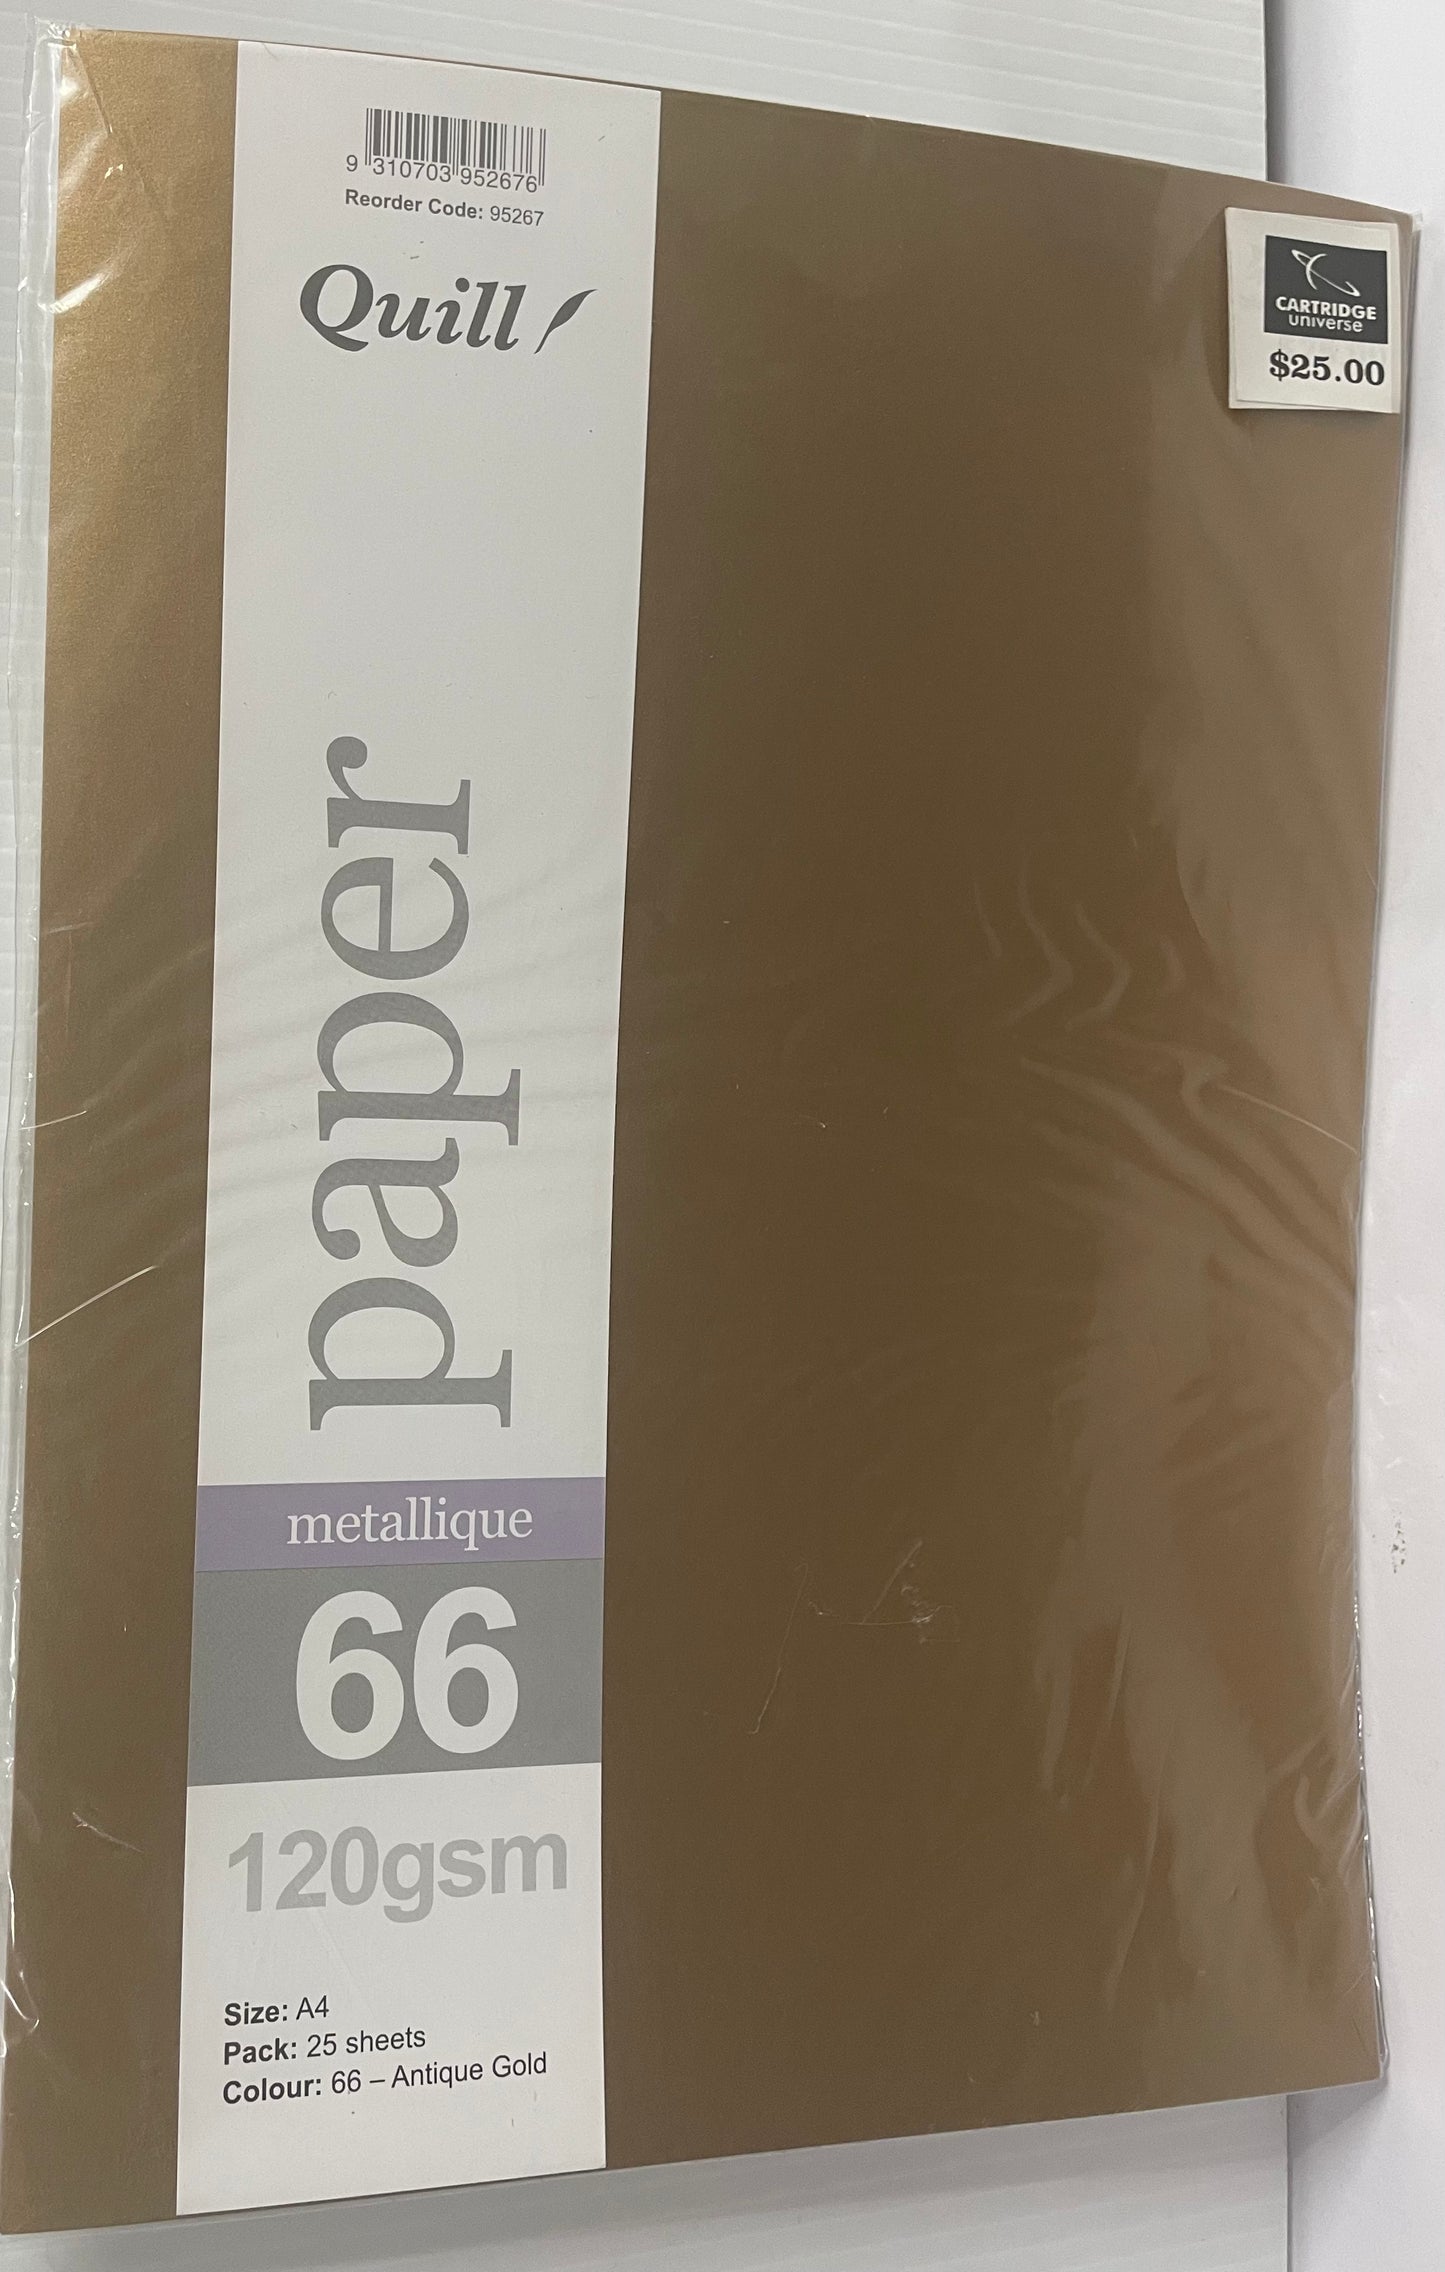 9 310703 952676
Reorder Code: 95267
Quill
CARTRIDGE
universe
$25.00
paper
metallique
66
120gsm
Size: A4
Pack: 25 sheets
Colour: 66 – Antique Gold